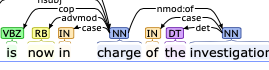 nsubj
cop
advmod
case
nmod:of
case
det
VBZ RB IN NN IN DT NN
is now in charge of the investigation